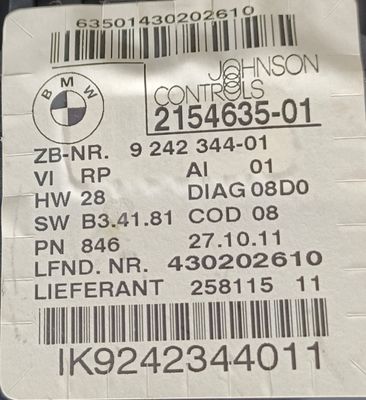 63501430202610
BMW
JOHNSON
CONTROLS
2154635-01
ZB-NR. 9 242 344-01
VI RP AI 01
HW 28 DIAG 08D0
SW B3.41.81 COD 08
PN 846 27.10.11
LFND. NR. 430202610
LIEFERANT 258115 11
IK9242344011